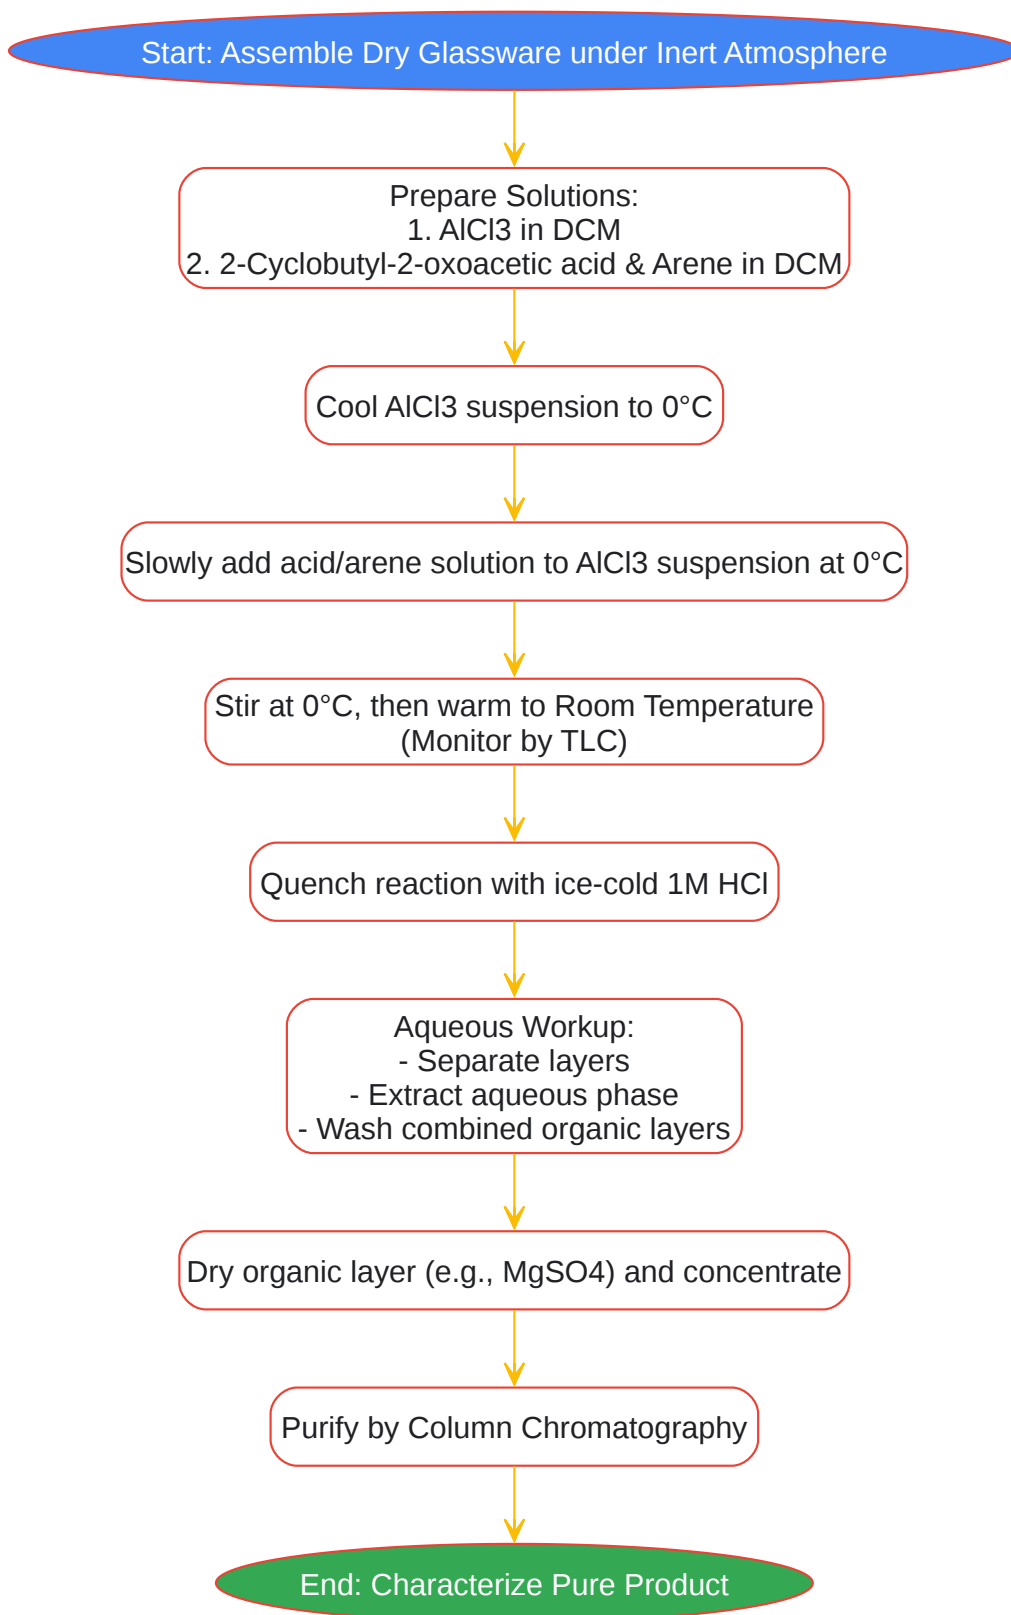 Start: Assemble Dry Glassware under Inert Atmosphere
Prepare Solutions:
1. AlCl3 in DCM
2. 2-Cyclobutyl-2-oxoacetic acid & Arene in DCM
Cool AlCl3 suspension to 0°C
Slowly add acid/arene solution to AlCl3 suspension at 0°C
Stir at 0°C, then warm to Room Temperature
(Monitor by TLC)
Quench reaction with ice-cold 1M HCl
Aqueous Workup:
- Separate layers
- Extract aqueous phase
- Wash combined organic layers
Dry organic layer (e.g., MgSO4) and concentrate
Purify by Column Chromatography
End: Characterize Pure Product